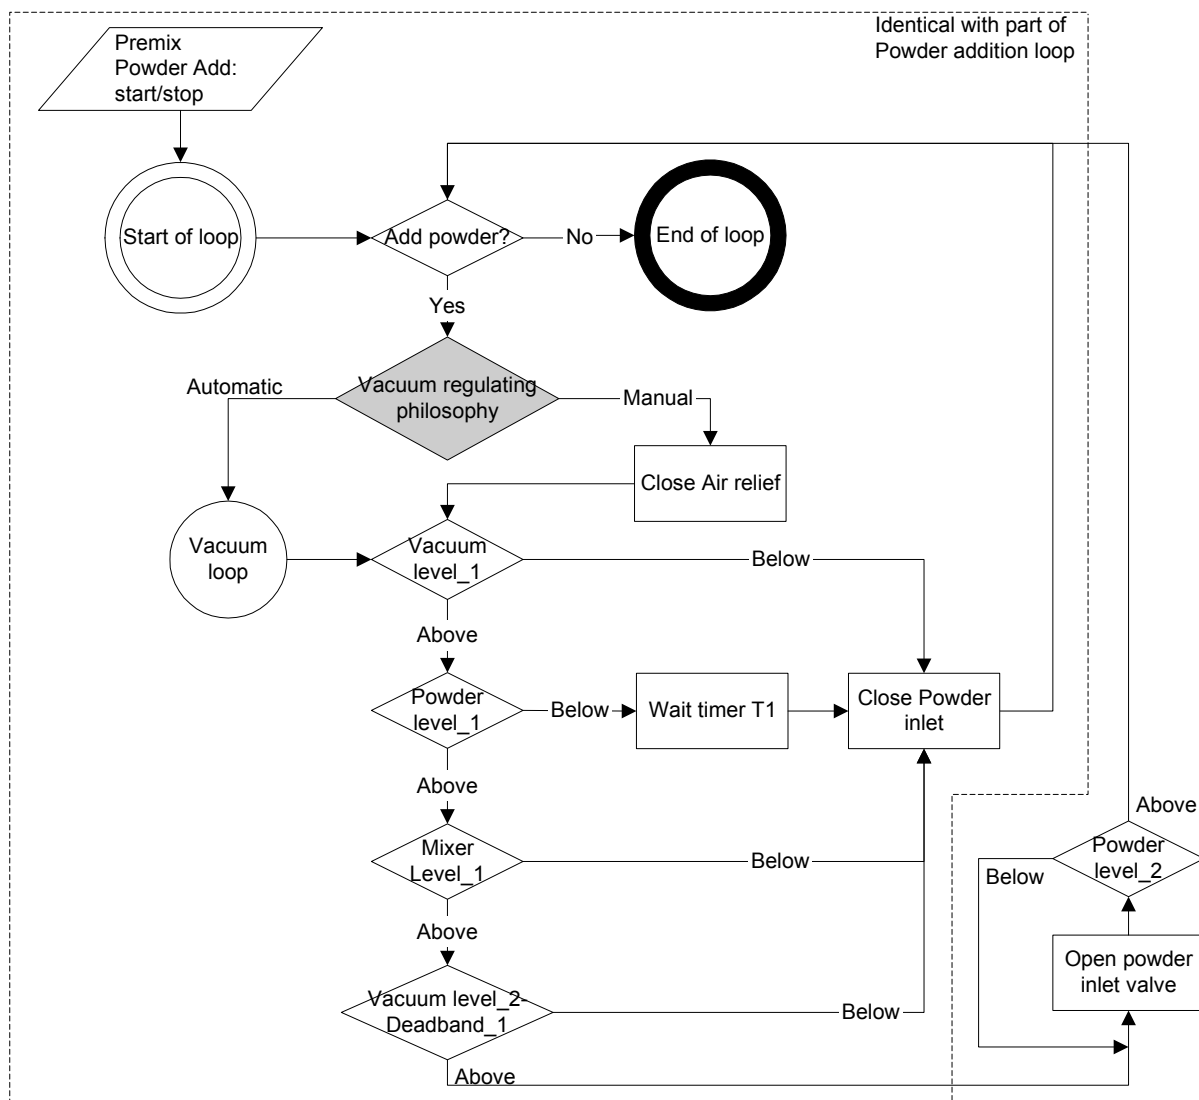 Identical with part of
Powder addition loop
Premix
Powder Add:
start/stop
Start of loop
Add powder?
No
End of loop
Yes
Automatic
Vacuum regulating
philosophy
Manual
Close Air relief
Vacuum
loop
Vacuum
level_1
Below
Above
Powder
level_1
Below
Wait timer T1
Close Powder
inlet
Above
Mixer
Level_1
Below
Above
Powder
level_2
Below
Above
Open powder
inlet valve
Vacuum level_2-
Deadband_1
Below
Above